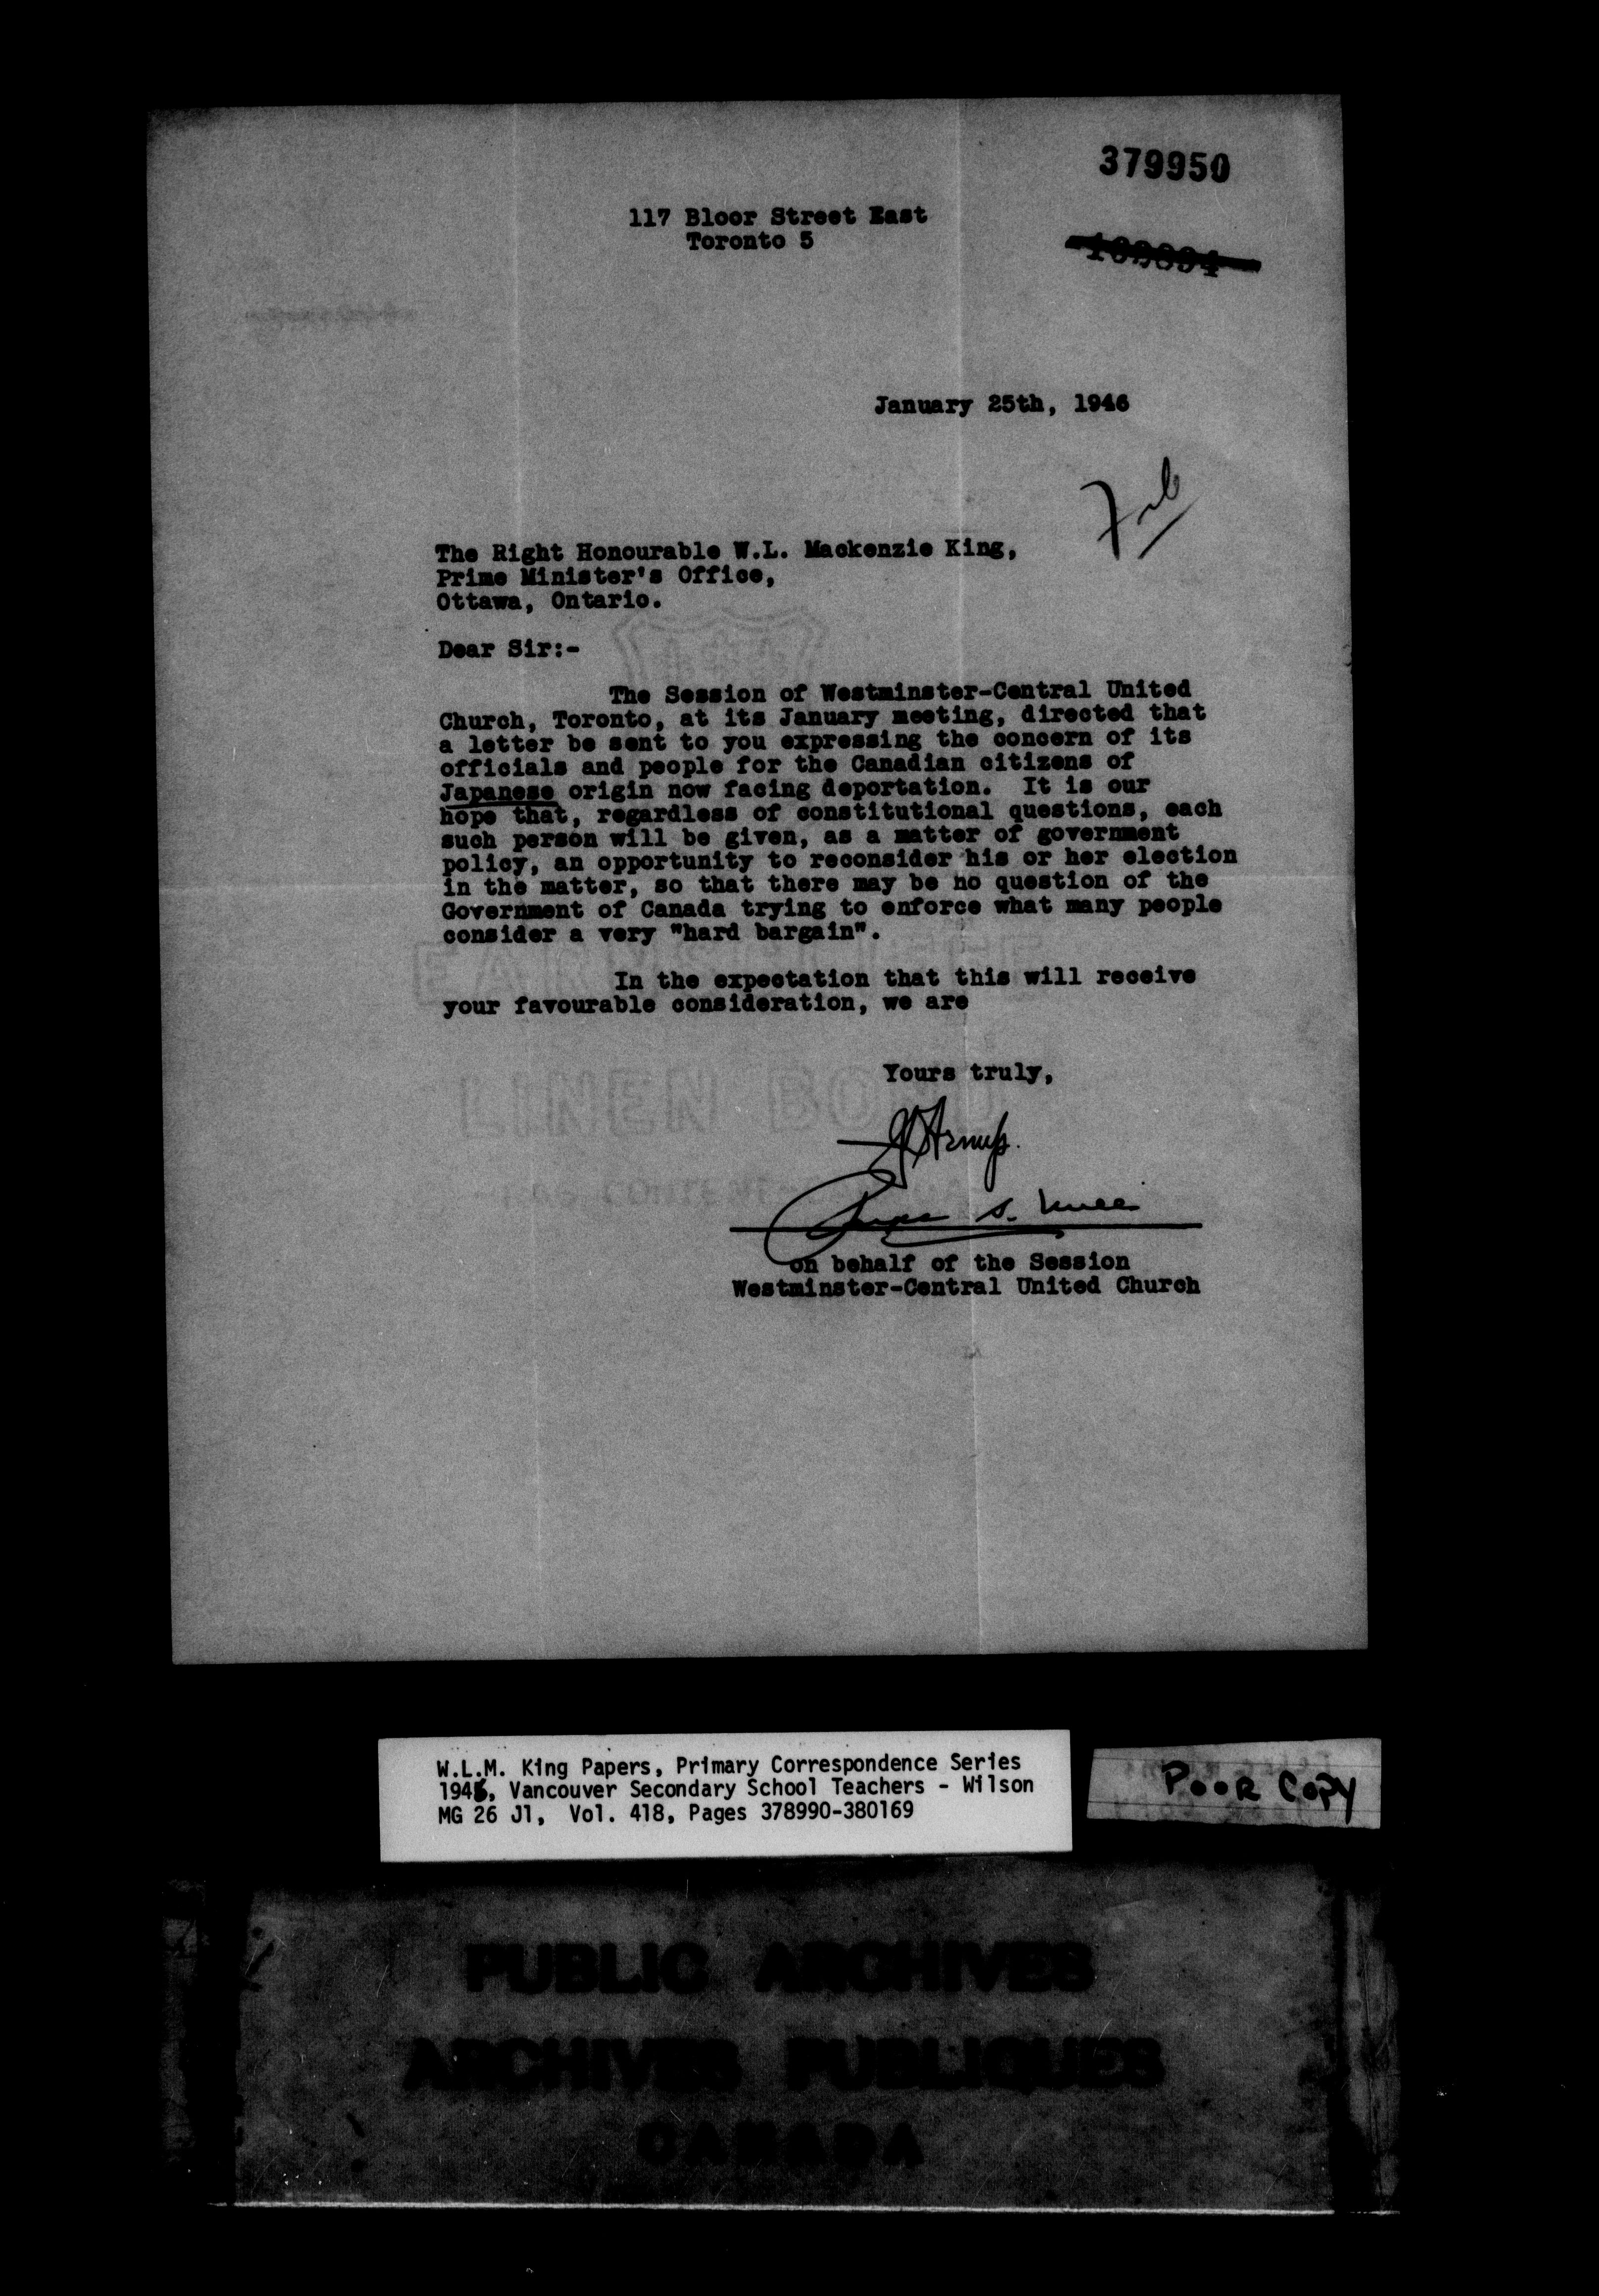 379950
117 Bloor Street East
Toronto 5
January 25th, 1946
The Right Honourable W.L. Mackenzie King,
Prime Minister's Office,
Ottawa, Ontario.
Dear Sir:-
The Session of Westminster-Central United
Church, Toronto, at its January meeting, directed that
a letter be sent to you expressing the concern of its
officials and people for the Canadian citizens of
Japanese origin now facing deportation. It is our
hope that, regardless of constitutional questions, each
such person will be given, as a matter of government
policy, an opportunity to reconsider his or her election
in the matter, so that there may be no question of the
Government of Canada trying to enforce what many people
consider a very "hard bargain".
In the expectation that this will receive
your favourable consideration, we are
Yours truly,
on behalf of the Session
Westminster-Central United Church
LINEN BOND
W.L.M. King Papers, Primary Correspondence Series
1946, Vancouver Secondary School Teachers - Wilson
MG 26 J1, Vol. 418, Pages 378990-380169
POOR COPY
PUBLIC ARCHIVES
ARCHIVES PUBLIQUES
CANADA